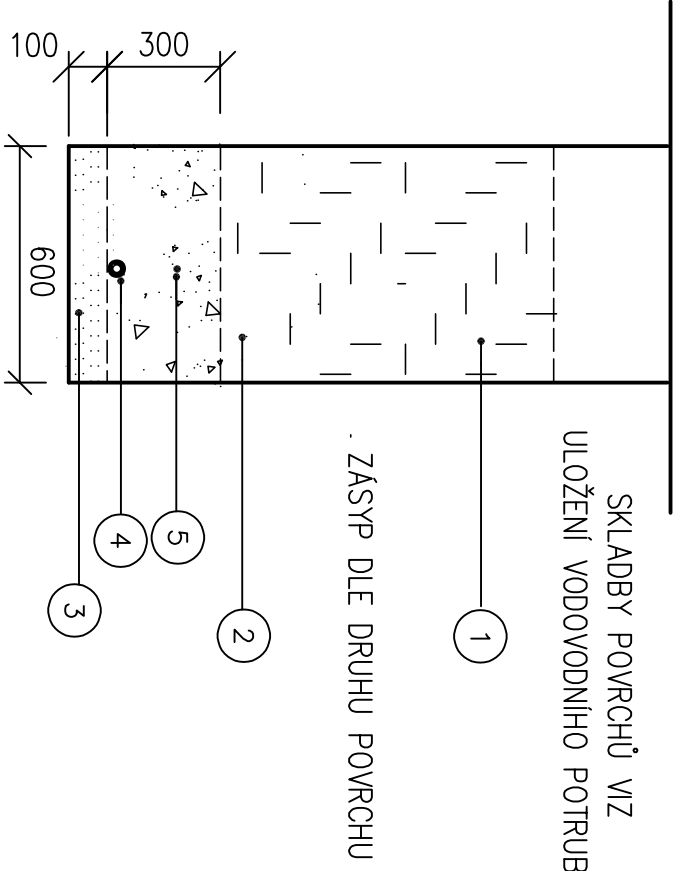 SKLADBY POVRCHŮ VIZ
ULOŽENÍ VODOVODNÍHO POTRUB
. ZÁSYP DLE DRUHU POVRCHU
1
2
5
4
3
100
300
600